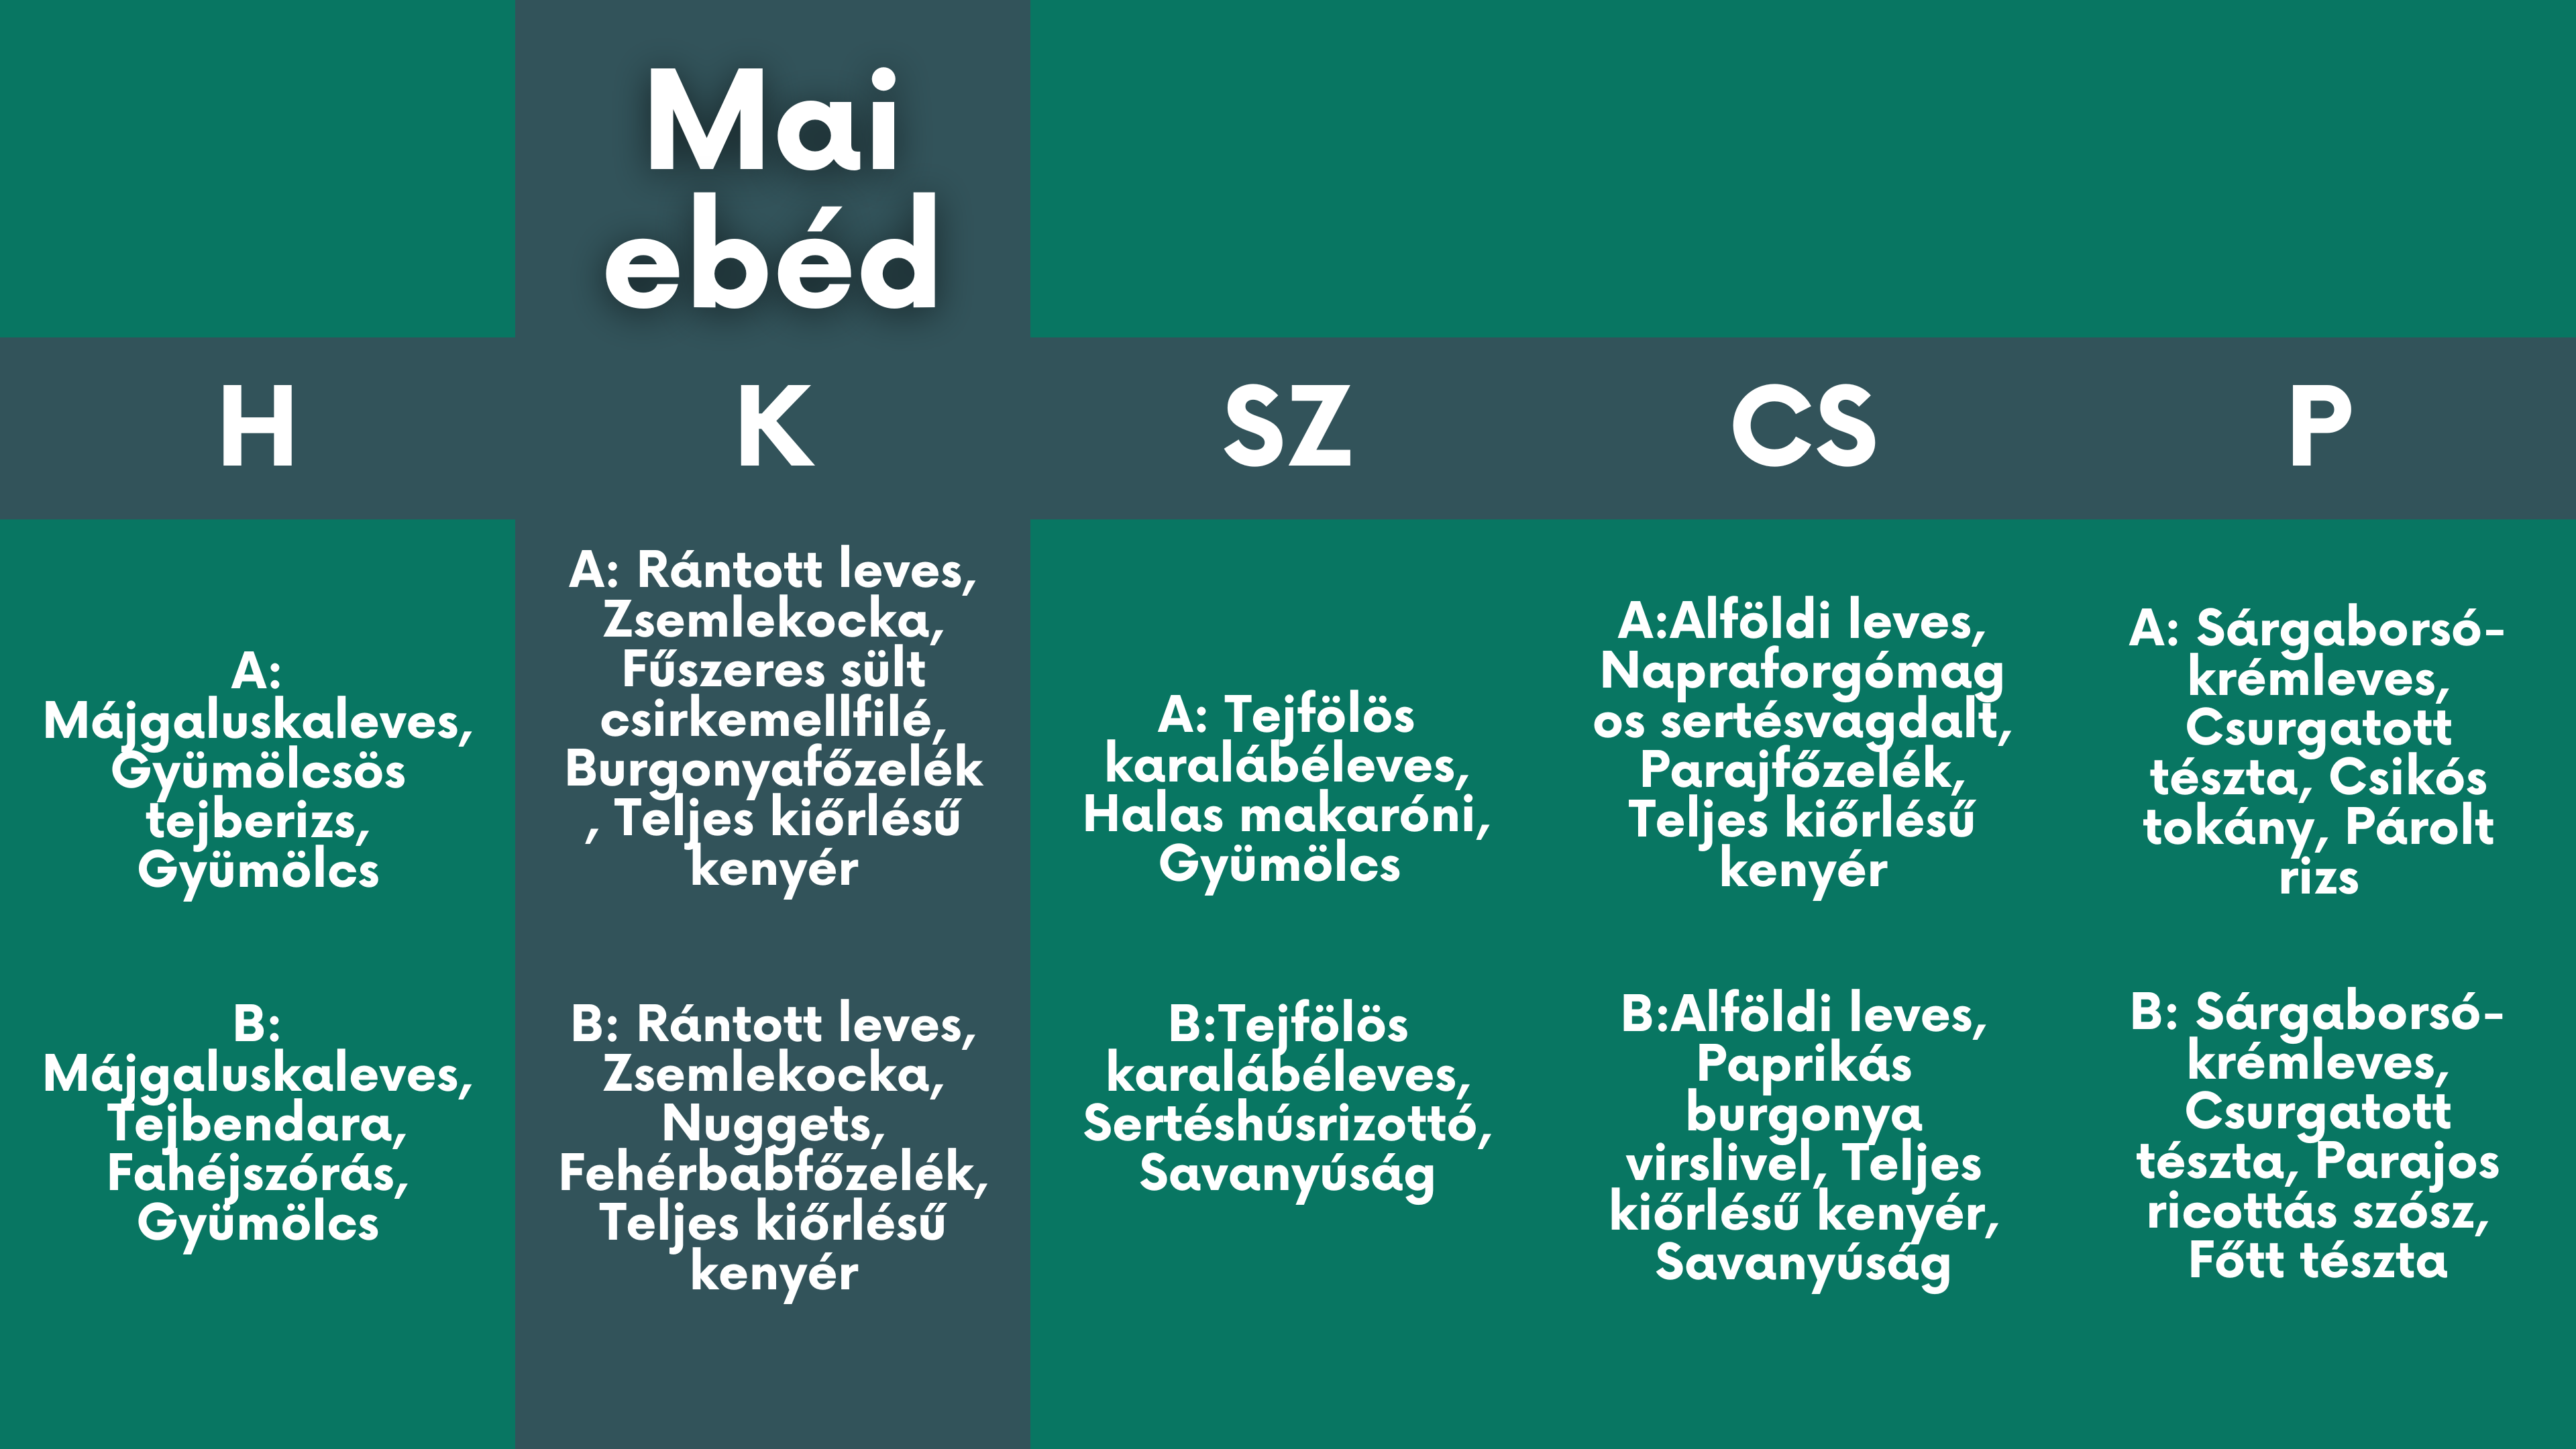 Mai
ebéd
H
K
SZ
CS
P
A:
Májgaluskaleves,
Gyümölcsös
tejberizs,
Gyümölcs
B:
Májgaluskaleves,
Tejbendara,
Fahéjszórás,
Gyümölcs
A: Rántott leves,
Zsemlekocka,
Fűszeres sült
csirkemellfilé,
Burgonyafőzelék
, Teljes kiőrlésű
kenyér
B: Rántott leves,
Zsemlekocka,
Nuggets,
Fehérbabfőzelék,
Teljes kiőrlésű
kenyér
A: Tejfölös
karalábéleves,
Halas makaróni,
Gyümölcs
B:Tejfölös
karalábéleves,
Sertéshúsrizottó,
Savanyúság
A:Alföldi leves,
Napraforgómag
os sertésvagdalt,
Parajfőzelék,
Teljes kiőrlésű
kenyér
B:Alföldi leves,
Paprikás
burgonya
virslivel, Teljes
kiőrlésű kenyér,
Savanyúság
A: Sárgaborsó-
krémleves,
Csurgatott
tészta, Csikós
tokány, Párolt
rizs
B: Sárgaborsó-
krémleves,
Csurgatott
tészta, Parajos
ricottás szósz,
Főtt tészta